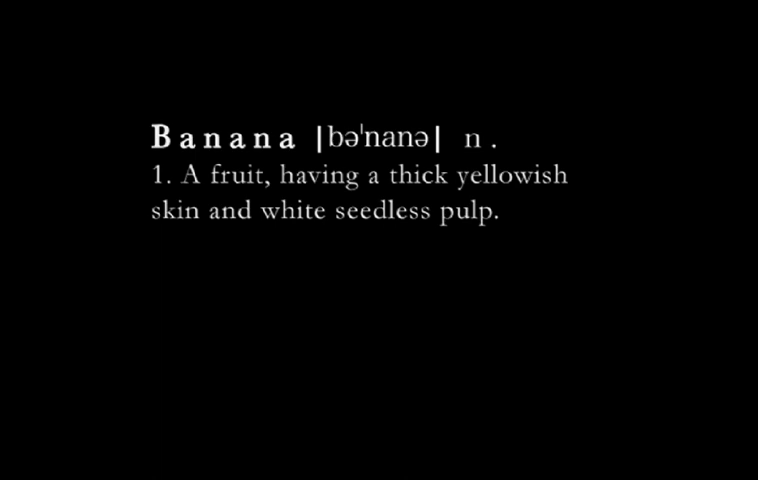 Banana |bəˈnanə| n.
1. A fruit, having a thick yellowish
skin and white seedless pulp.